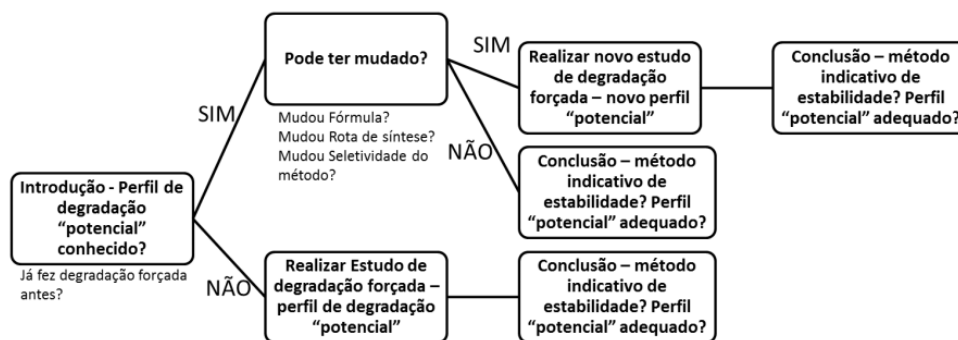 Introdução - Perfil de
degradação
“potencial”
conhecido?
Já fez degradação forçada
antes?
SIM
Pode ter mudado?
Mudou Fórmula?
Mudou Rota de síntese?
Mudou Seletividade do
método?
SIM
Realizar novo estudo
de degradação
forçada – novo perfil
“potencial”
Conclusão – método
indicativo de
estabilidade? Perfil
“potencial” adequado?
NÃO
Conclusão – método
indicativo de
estabilidade? Perfil
“potencial” adequado?
NÃO
Realizar Estudo de
degradação forçada –
perfil de degradação
“potencial”
Conclusão – método
indicativo de
estabilidade? Perfil
“potencial” adequado?